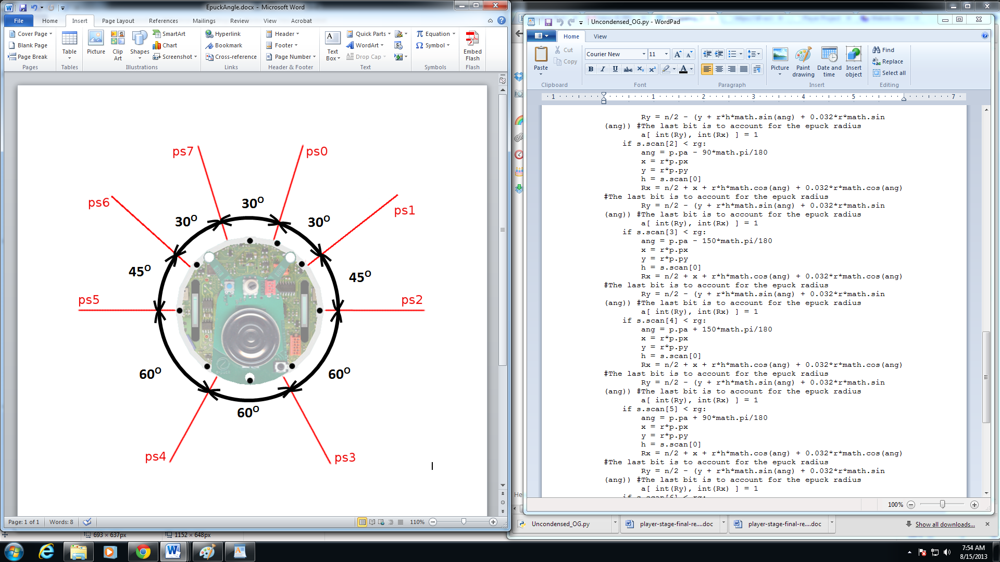 EpuckAngle.docx - Microsoft Word
File Home Insert Page Layout References Mailings Review View Acrobat
Cover Page
Blank Page
Page Break
Pages
Table
Tables
Picture
Clip Art
Shapes
SmartArt
Chart
Screenshot
Illustrations
Hyperlink
Bookmark
Cross-reference
Links
Header
Footer
Page Number
Header & Footer
Text Box
Quick Parts
WordArt
Drop Cap
Text
Equation
Symbol
Symbols
Embed Flash
Flash
ps7
ps0
ps6
ps1
30O
30O
30O
45O
45O
ps5
ps2
60O
60O
60O
ps4
ps3
Page: 1 of 1 Words: 8 110%
693 × 637px 1152 × 648px
Uncondensed_OG.py - WordPad
Home View
Paste
Cut
Copy
Clipboard
Courier New 11
Font
Paragraph
Picture
Paint drawing
Date and time
Insert object
Insert
Find
Replace
Select all
Editing
1 1 2 3 4 5 7
Ry = n/2 - (y + r*h*math.sin(ang) + 0.032*r*math.sin
(ang)) #The last bit is to account for the epuck radius
a[ int(Ry), int(Rx) ] = 1
if s.scan[2] < rg:
ang = p.pa - 90*math.pi/180
x = r*p.px
y = r*p.py
h = s.scan[0]
Rx = n/2 + x + r*h*math.cos(ang) + 0.032*r*math.cos(ang)
#The last bit is to account for the epuck radius
Ry = n/2 - (y + r*h*math.sin(ang) + 0.032*r*math.sin
(ang)) #The last bit is to account for the epuck radius
a[ int(Ry), int(Rx) ] = 1
if s.scan[3] < rg:
ang = p.pa - 150*math.pi/180
x = r*p.px
y = r*p.py
h = s.scan[0]
Rx = n/2 + x + r*h*math.cos(ang) + 0.032*r*math.cos(ang)
#The last bit is to account for the epuck radius
Ry = n/2 - (y + r*h*math.sin(ang) + 0.032*r*math.sin
(ang)) #The last bit is to account for the epuck radius
a[ int(Ry), int(Rx) ] = 1
if s.scan[4] < rg:
ang = p.pa + 150*math.pi/180
x = r*p.px
y = r*p.py
h = s.scan[0]
Rx = n/2 + x + r*h*math.cos(ang) + 0.032*r*math.cos(ang)
#The last bit is to account for the epuck radius
Ry = n/2 - (y + r*h*math.sin(ang) + 0.032*r*math.sin
(ang)) #The last bit is to account for the epuck radius
a[ int(Ry), int(Rx) ] = 1
if s.scan[5] < rg:
ang = p.pa + 90*math.pi/180
x = r*p.px
y = r*p.py
h = s.scan[0]
Rx = n/2 + x + r*h*math.cos(ang) + 0.032*r*math.cos(ang)
#The last bit is to account for the epuck radius
Ry = n/2 - (y + r*h*math.sin(ang) + 0.032*r*math.sin
(ang)) #The last bit is to account for the epuck radius
a[ int(Ry), int(Rx) ] = 1
if s.scan[6] < rg:
100%
He
Uncondensed_OG.py player-stage-final-re....doc player-stage-final-re....doc Show all downloads...
7:54 AM
8/15/2013